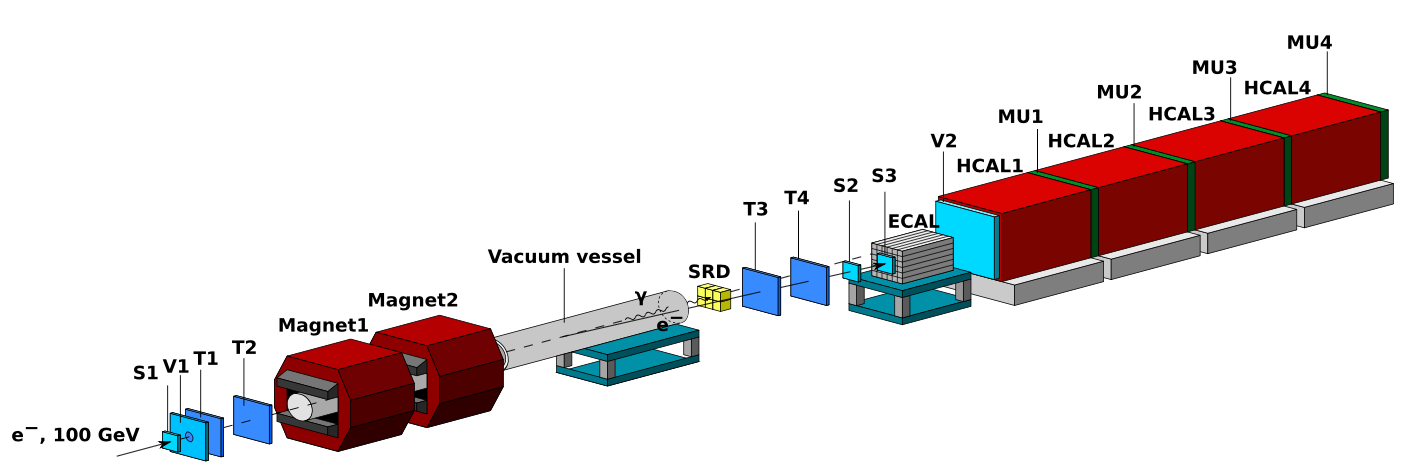 MU4
MU3
HCAL4
MU2
HCAL3
MU1
HCAL2
V2
HCAL1
S3
S2
T4
T3
ECAL
Vacuum vessel
SRD
γ
e−
Magnet2
Magnet1
T2
T1
V1
S1
e−, 100 GeV